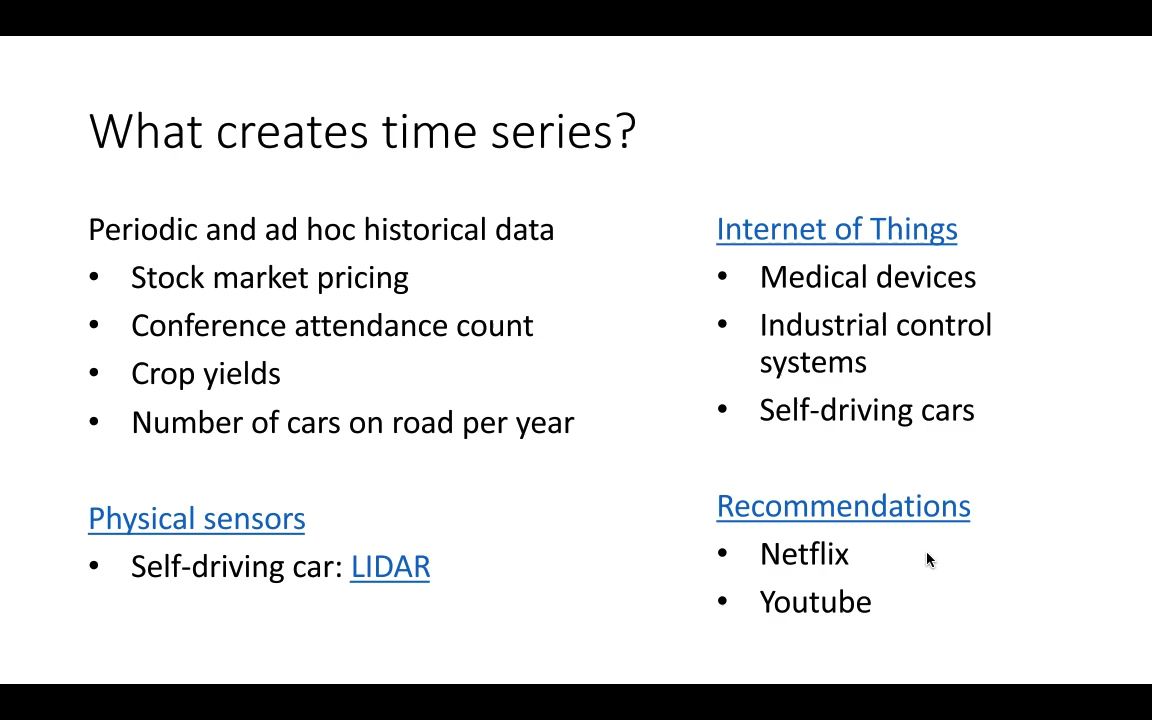 What creates time series?
Periodic and ad hoc historical data
• Stock market pricing
• Conference attendance count
• Crop yields
• Number of cars on road per year
Physical sensors
• Self-driving car: LIDAR
Internet of Things
• Medical devices
• Industrial control
systems
• Self-driving cars
Recommendations
• Netflix
• Youtube